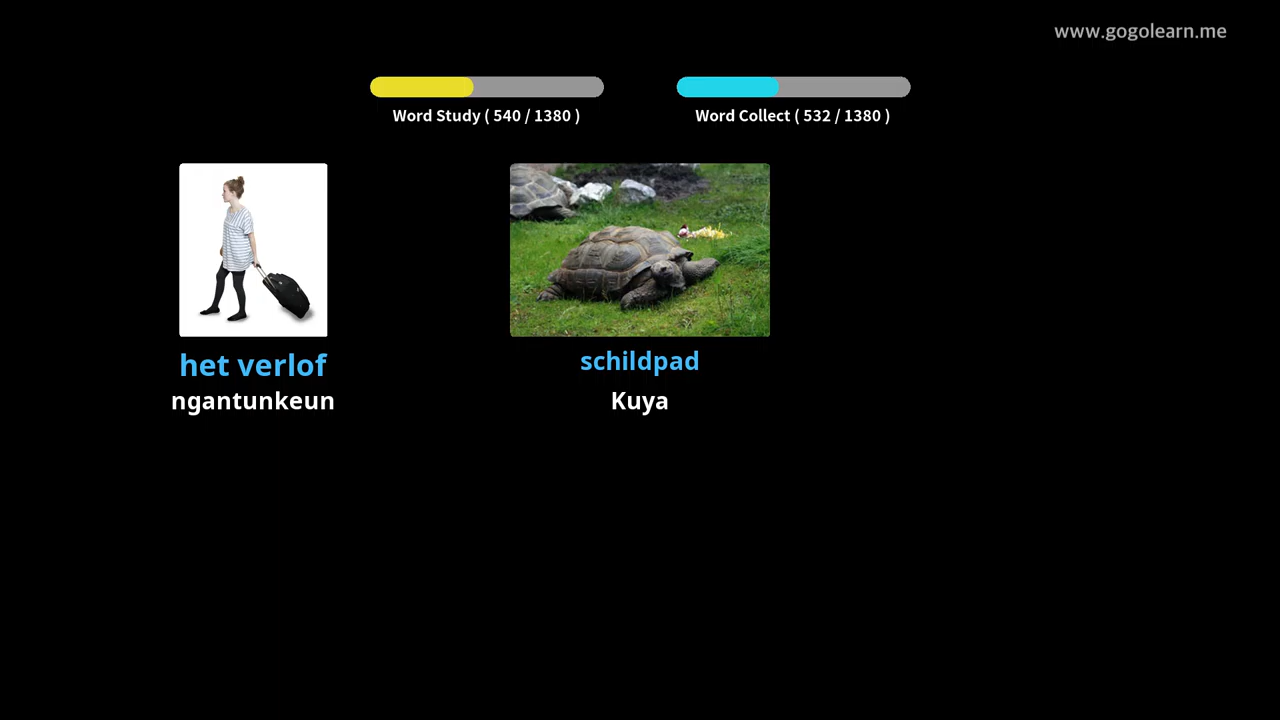 www.gogolearn.me
Word Study ( 540 / 1380 )
Word Collect ( 532 / 1380 )
het verlof
ngantunkeun
schildpad
Kuya